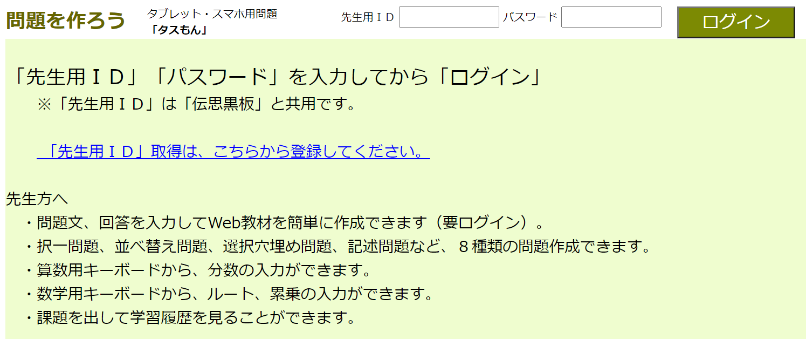 問題を作ろう
タブレット・スマホ用問題
「タスもん」
先生用ＩＤ
パスワード
ログイン
「先生用ＩＤ」「パスワード」を入力してから「ログイン」
※「先生用ＩＤ」は「伝思黒板」と共用です。
「先生用ＩＤ」取得は、こちらから登録してください。
先生方へ
・問題文、回答を入力してWeb教材を簡単に作成できます（要ログイン）。
・択一問題、並べ替え問題、選択穴埋め問題、記述問題など、８種類の問題作成できます。
・算数用キーボードから、分数の入力ができます。
・数学用キーボードから、ルート、累乗の入力ができます。
・課題を出して学習履歴を見ることができます。